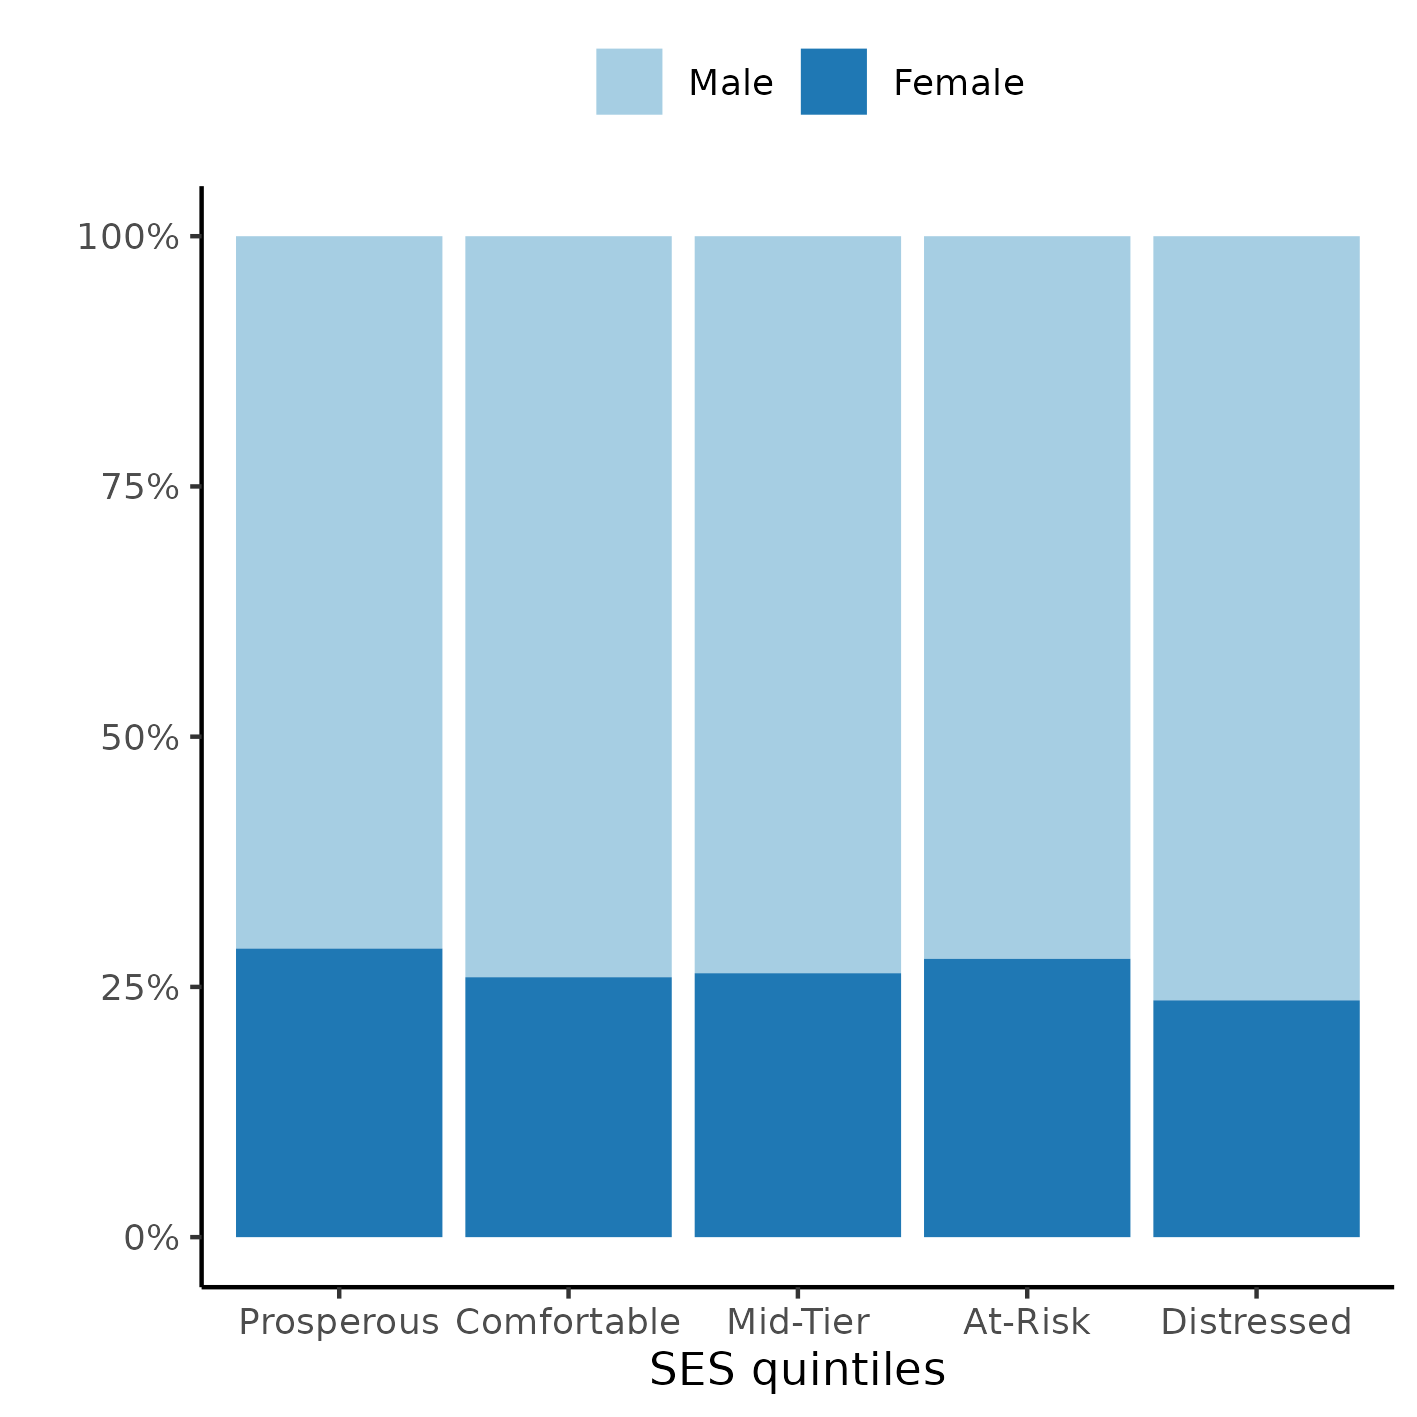 Male Female
100%
75%
50%
25%
0%
Prosperous Comfortable Mid-Tier At-Risk Distressed
SES quintiles